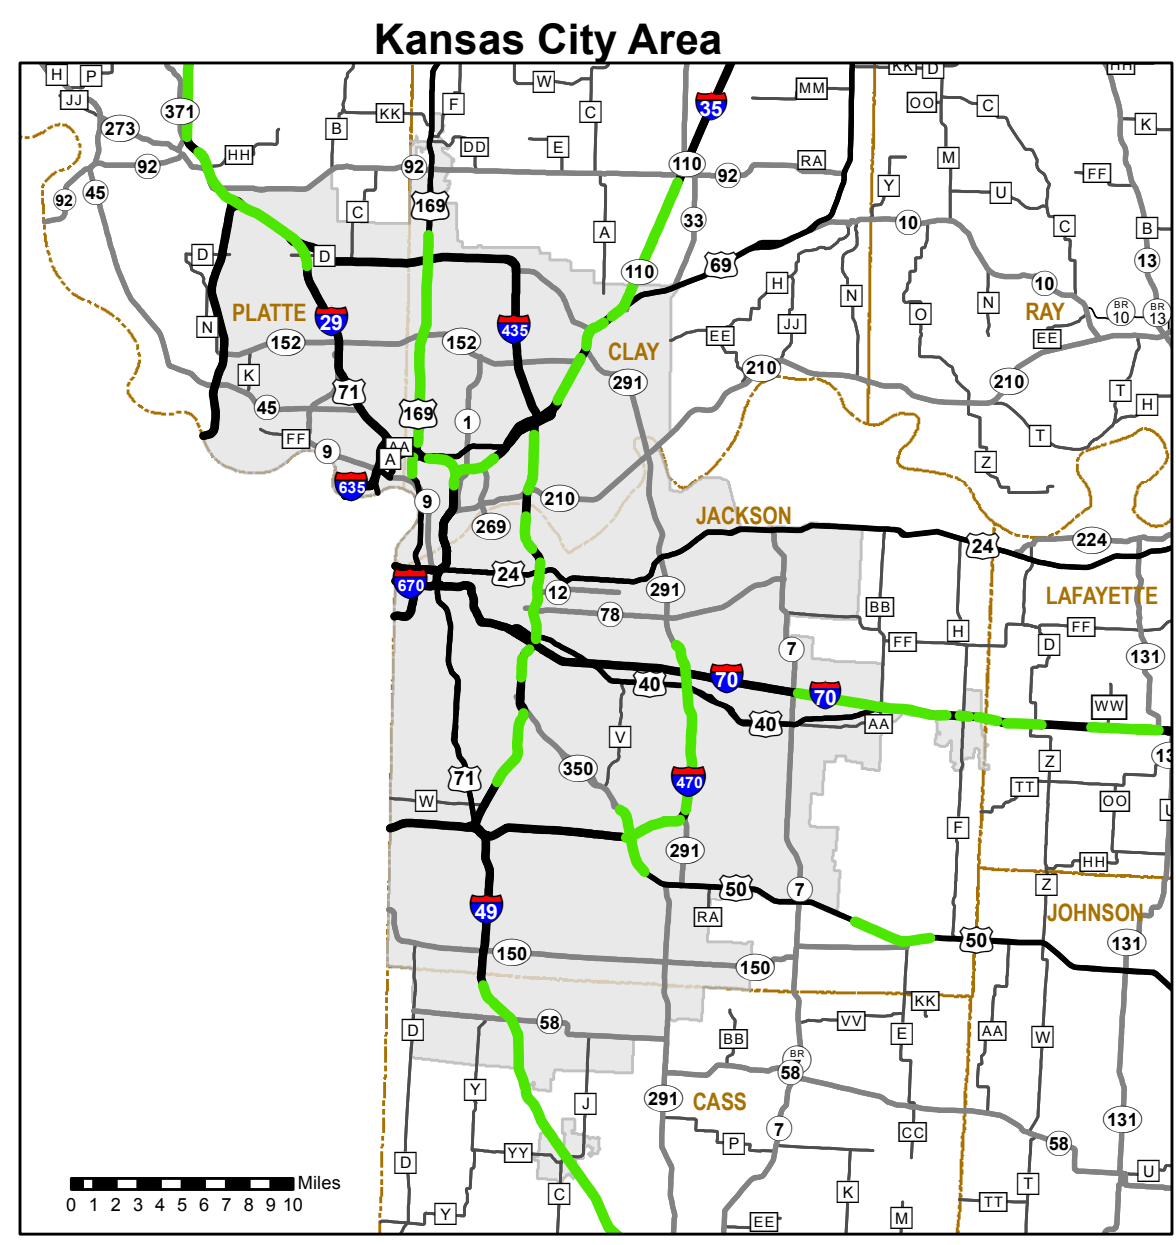 Kansas City Area
H P
JJ
371
273
92
HH
B
KK
F
W
C
35
MM
KK D
OO
C
HH
K
92
45
C
92
DD
E
110
92
RA
M
Y
U
FF
169
A
33
10
C
B
13
D
D
110
69
H
N
10
N
BR
10
BR
13
PLATTE
29
435
N
152
152
CLAY
EE
JJ
O
RAY
EE
K
71
291
210
210
T
H
45
169
1
FF
9
AA
A
T
Z
635
9
210
269
JACKSON
24
224
670
24
12
291
78
BB
LAFAYETTE
FF
H
FF
D
7
131
40
70
70
WW
40
AA
V
71
350
470
Z
13
W
TT
OO
F
HH
291
Z
50
7
49
RA
JOHNSON
50
131
150
150
KK
D
58
BB
VV
E
AA
W
BR
58
Y
J
291
CASS
7
P
CC
131
58
D
YY
U
C
K
T
TT
Y
EE
M
Miles
0 1 2 3 4 5 6 7 8 9 10